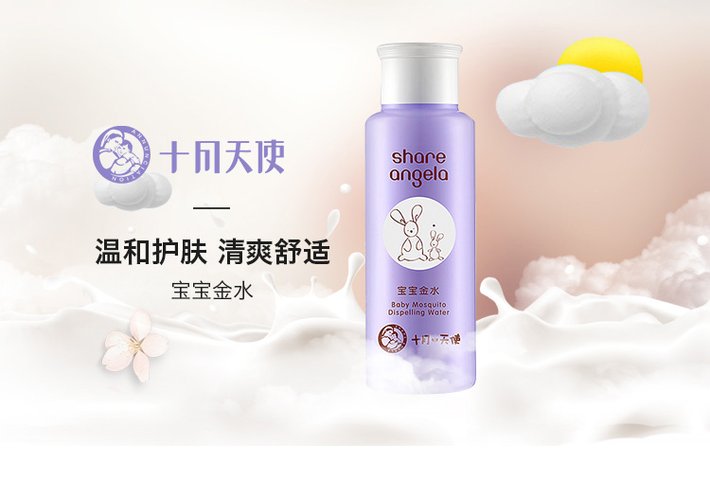 ANNUNCIATION
十月天使
温和护肤 清爽舒适
宝宝金水
share
angela
宝宝金水
Baby Mosquito
Dispelling Water
十月天使